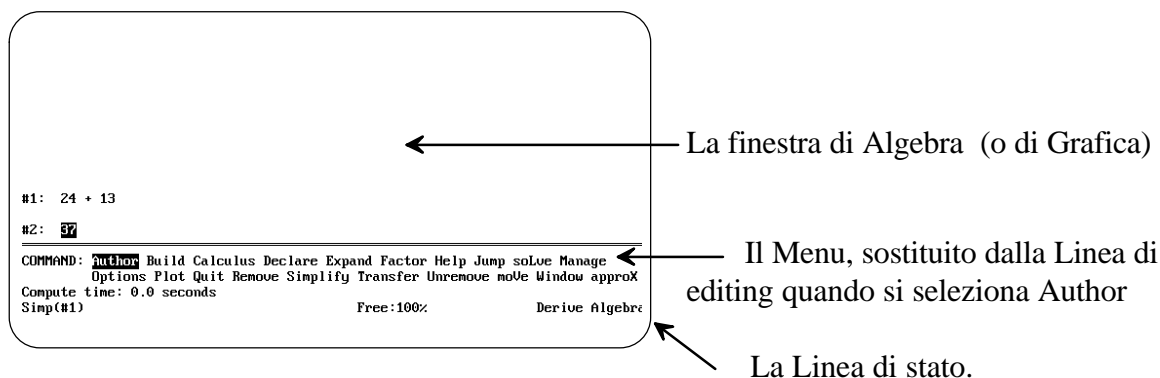 La finestra di Algebra (o di Grafica)
#1: 24 + 13
#2: 37
COMMAND: Author Build Calculus Declare Expand Factor Help Jump soLve Manage
Options Plot Quit Remove Simplify Transfer Unremove moVe Window approX
Compute time: 0.0 seconds
Simp(#1) Free:100% Derive Algebra
Il Menu, sostituito dalla Linea di
editing quando si seleziona Author
La Linea di stato.